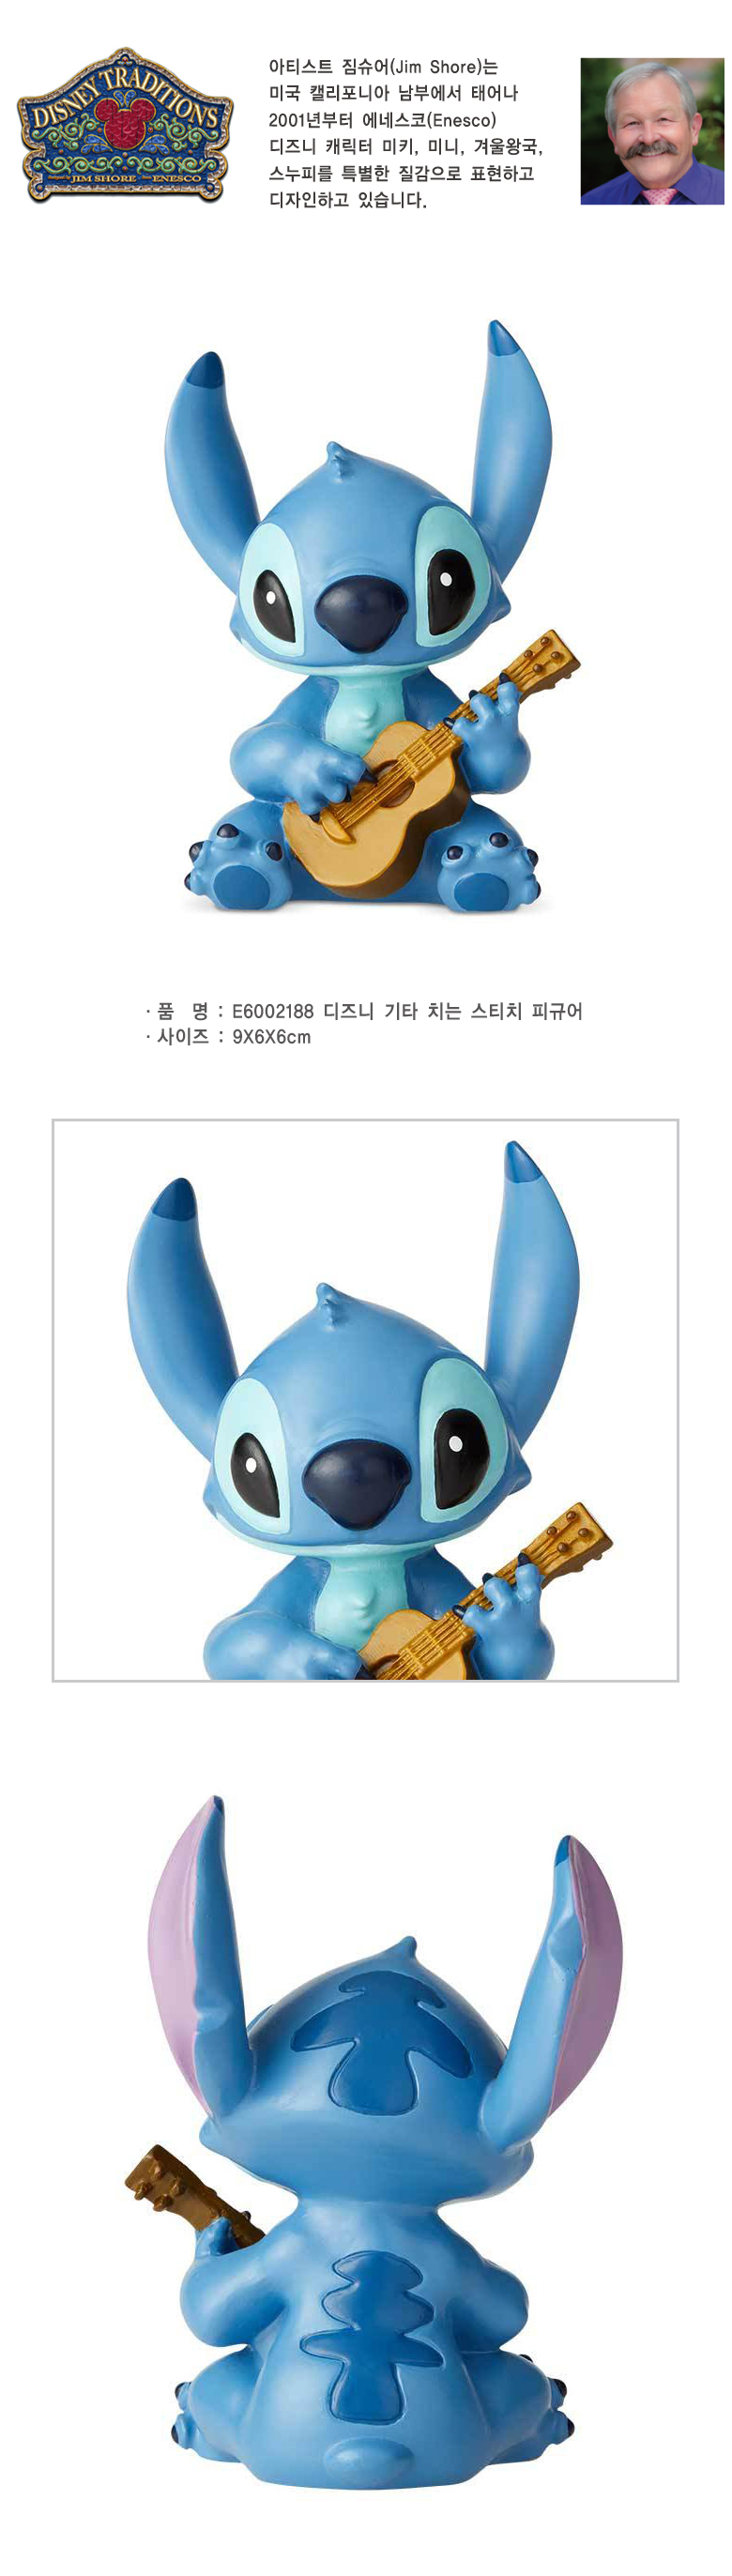 DISNEY TRADITIONS
designed by JIM SHORE from ENESCO
아티스트 짐슈어(Jim Shore)는
미국 캘리포니아 남부에서 태어나
2001년부터 에네스코(Enesco)
디즈니 캐릭터 미키, 미니, 겨울왕국,
스누피를 특별한 질감으로 표현하고
디자인하고 있습니다.
· 품 명 : E6002188 디즈니 기타 치는 스티치 피규어
· 사이즈 : 9X6X6cm